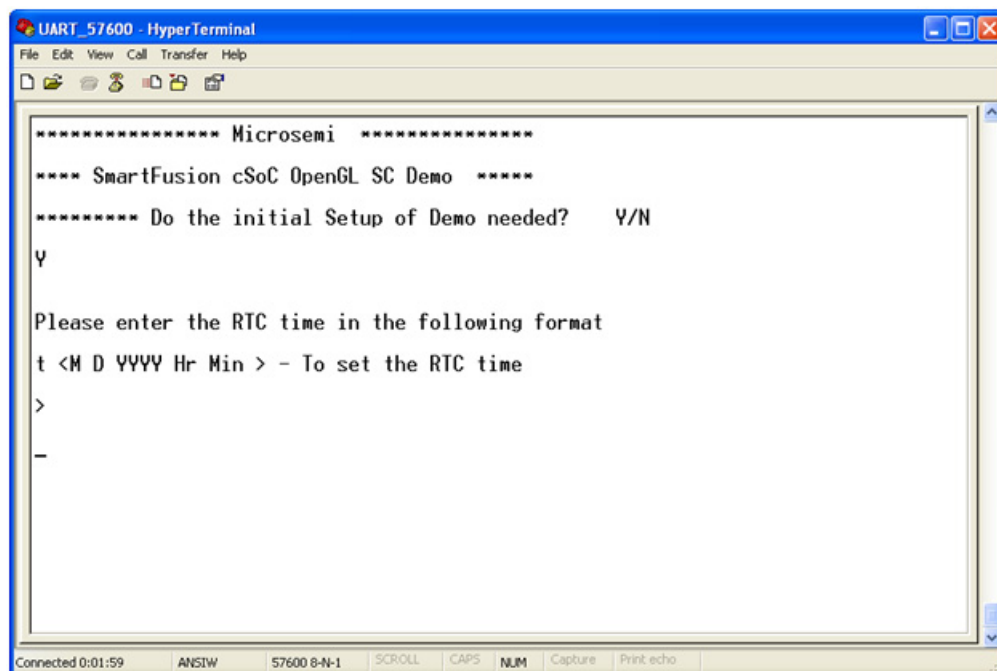 UART_57600 - HyperTerminal
File Edit View Call Transfer Help
*************** Microsemi ***************
**** SmartFusion cSoC OpenGL SC Demo *****
********* Do the initial Setup of Demo needed? Y/N
Y
Please enter the RTC time in the following format
t <M D YYYY Hr Min > - To set the RTC time
>
_
Connected 0:01:59 ANSIW 57600 8-N-1 SCROLL CAPS NUM Capture Print echo